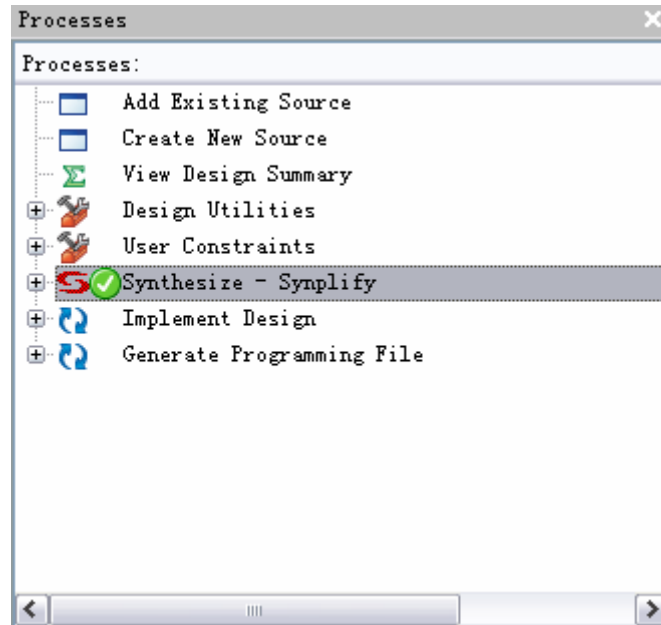 Processes
Processes:
Add Existing Source
Create New Source
View Design Summary
Design Utilities
User Constraints
Synthesize - Synplify
Implement Design
Generate Programming File